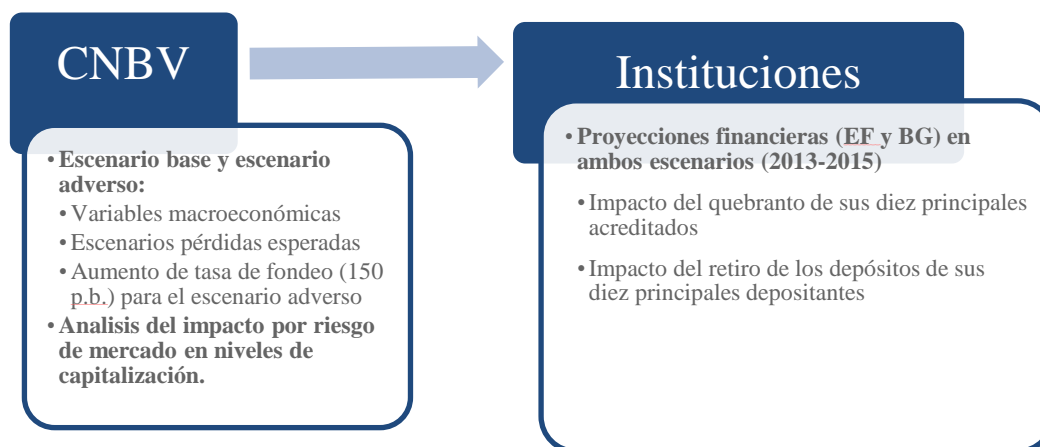 CNBV
• Escenario base y escenario
adverso:
• Variables macroeconómicas
• Escenarios pérdidas esperadas
• Aumento de tasa de fondeo (150
p.b.) para el escenario adverso
• Analisis del impacto por riesgo
de mercado en niveles de
capitalización.
Instituciones
• Proyecciones financieras (EF y BG) en
ambos escenarios (2013-2015)
• Impacto del quebranto de sus diez principales
acreditados
• Impacto del retiro de los depósitos de sus
diez principales depositantes